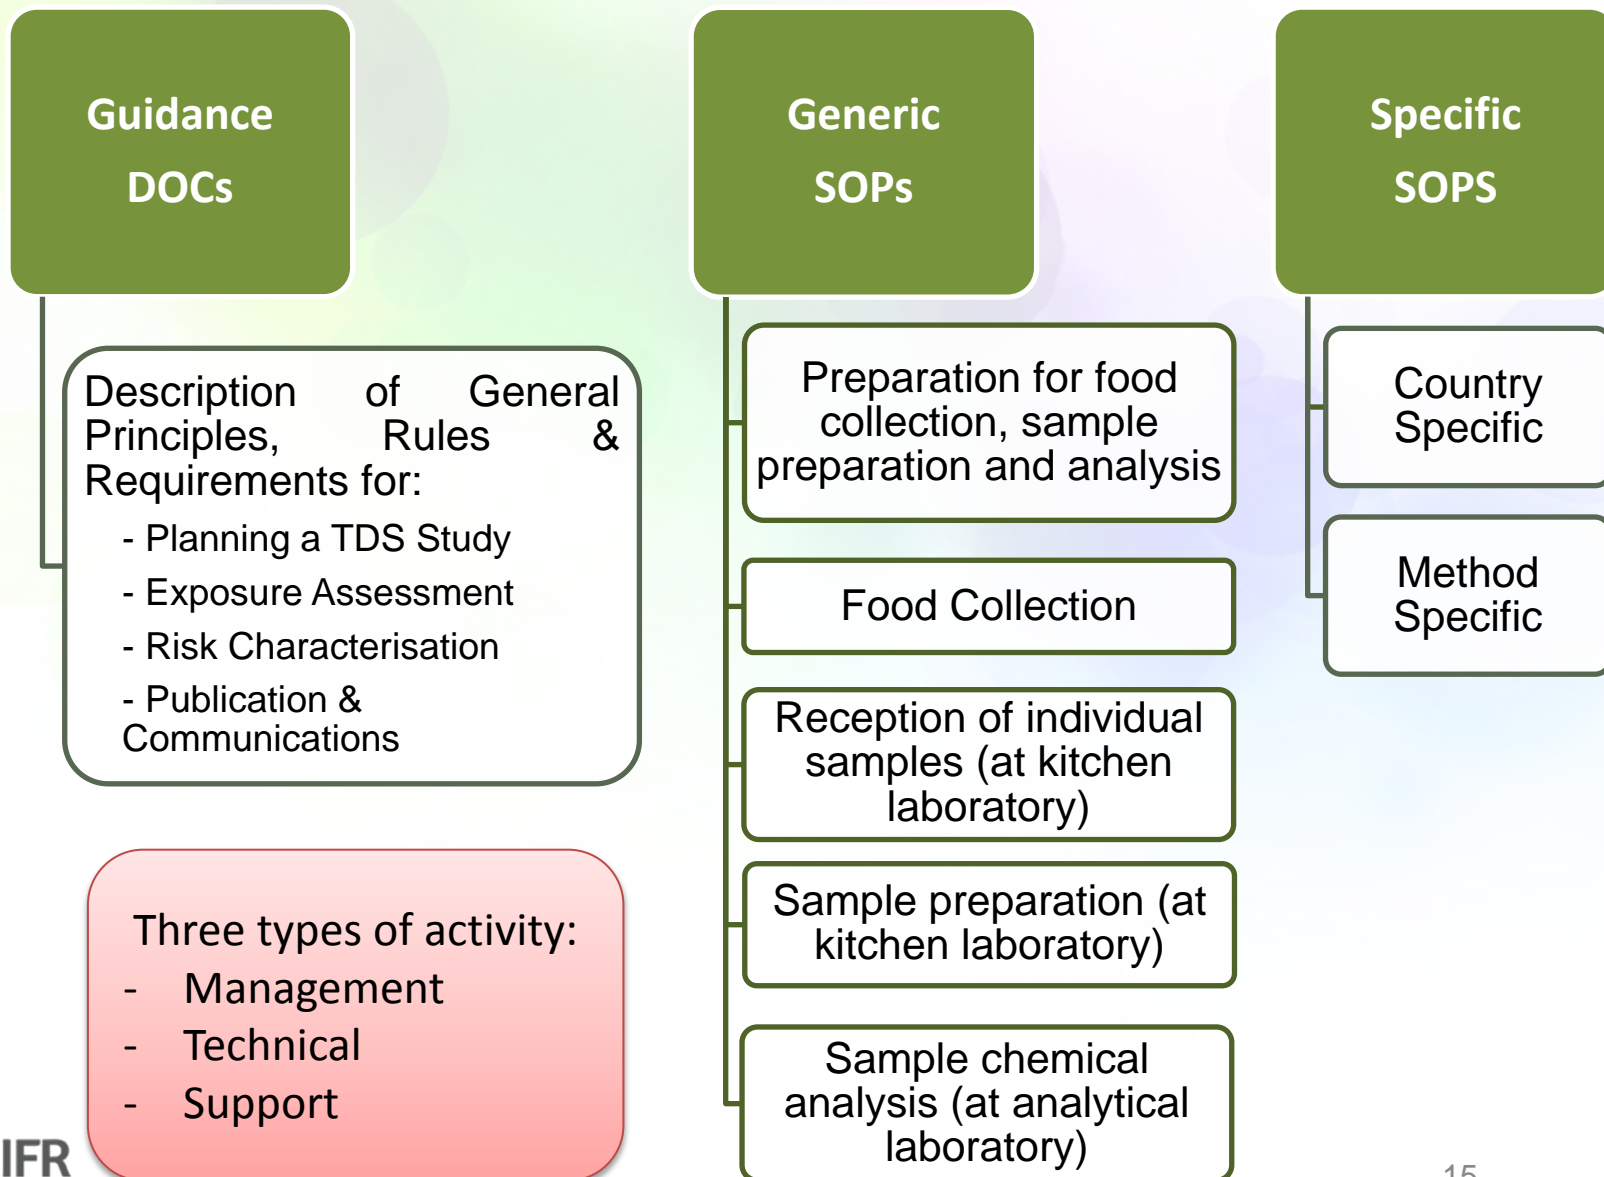 Guidance
DOCs
Description of General
Principles, Rules &
Requirements for:
- Planning a TDS Study
- Exposure Assessment
- Risk Characterisation
- Publication &
Communications
Three types of activity:
- Management
- Technical
- Support
IFR
Generic
SOPs
Preparation for food
collection, sample
preparation and analysis
Food Collection
Reception of individual
samples (at kitchen
laboratory)
Sample preparation (at
kitchen laboratory)
Sample chemical
analysis (at analytical
laboratory)
Specific
SOPS
Country
Specific
Method
Specific
15